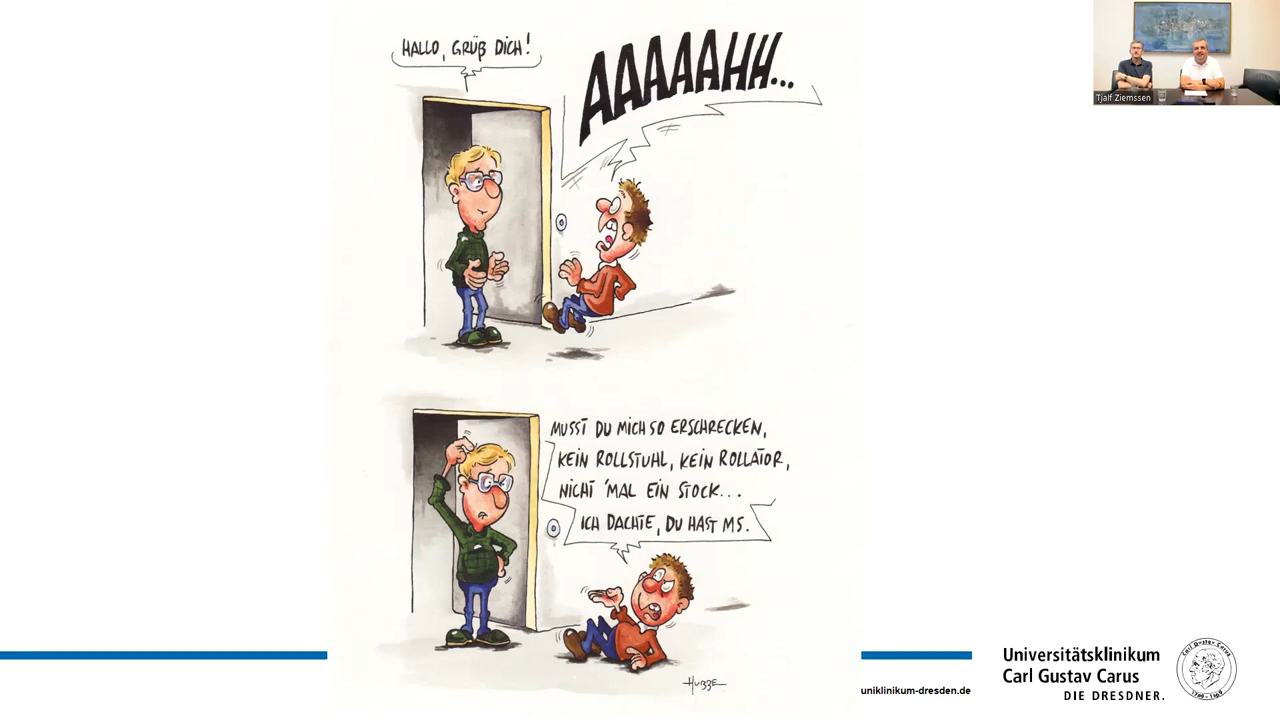 HALLO, GRÜß DICH!
AAAAAHH...
MUSST DU MICH SO ERSCHRECKEN,
KEIN ROLLSTUHL, KEIN ROLLATOR,
NICHT 'MAL EIN STOCK...
ICH DACHTE, DU HAST MS.
HUBBE
Tjalf Ziemssen
uniklinikum-dresden.de
Universitätsklinikum
Carl Gustav Carus
DIE DRESDNER.